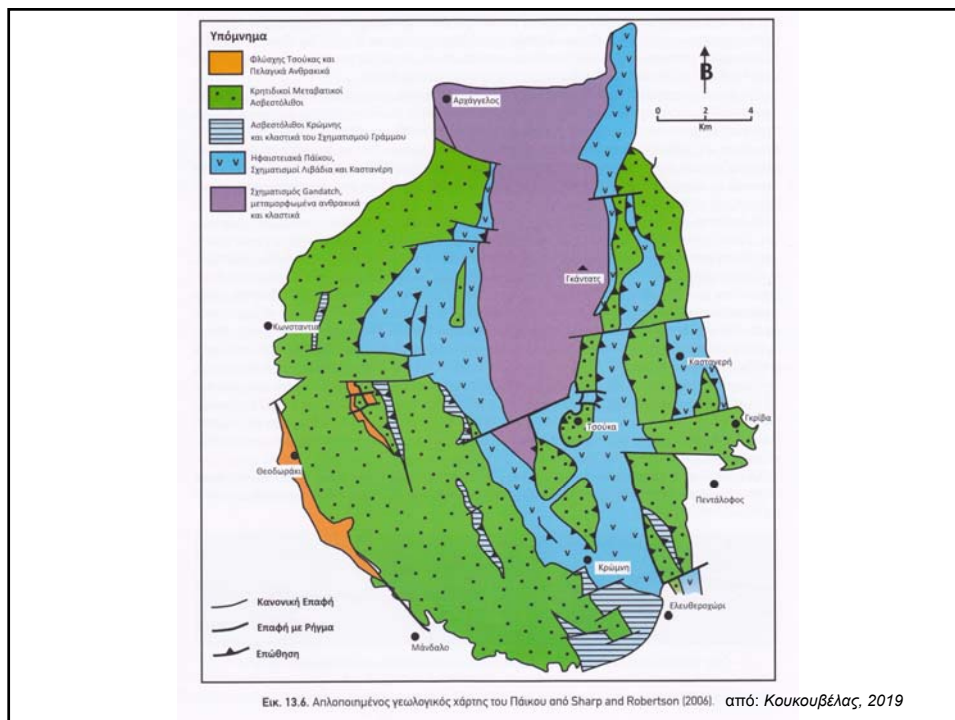 Υπόμνημα
Φλύσχης Τσούκας και
Πελαγικά Ανθρακικά
Κρητιδικοί Μεταβατικοί
Ασβεστόλιθοι
Ασβεστόλιθοι Κρώμνης
και κλαστικά του Σχηματισμού Γράμμου
Ηφαιστειακά Πάϊκου,
Σχηματισμοί Λιβάδια και Καστανέρη
Σχηματισμός Gandatch,
μεταμορφωμένα ανθρακικά
και κλαστικά
Β
0 2 4
Km
Αρχάγγελος
Γκάντατς
Κωνσταντία
Καστανερή
Γκρίβα
Τσούκα
Θεοδωράκι
Πεντάλοφος
Κρώμνη
Ελευθεροχώρι
Μάνδαλο
Κανονική Επαφή
Επαφή με Ρήγμα
Επώθηση
Εικ. 13.6. Απλοποιημένος γεωλογικός χάρτης του Πάικου από Sharp and Robertson (2006). από: Κουκουβέλας, 2019